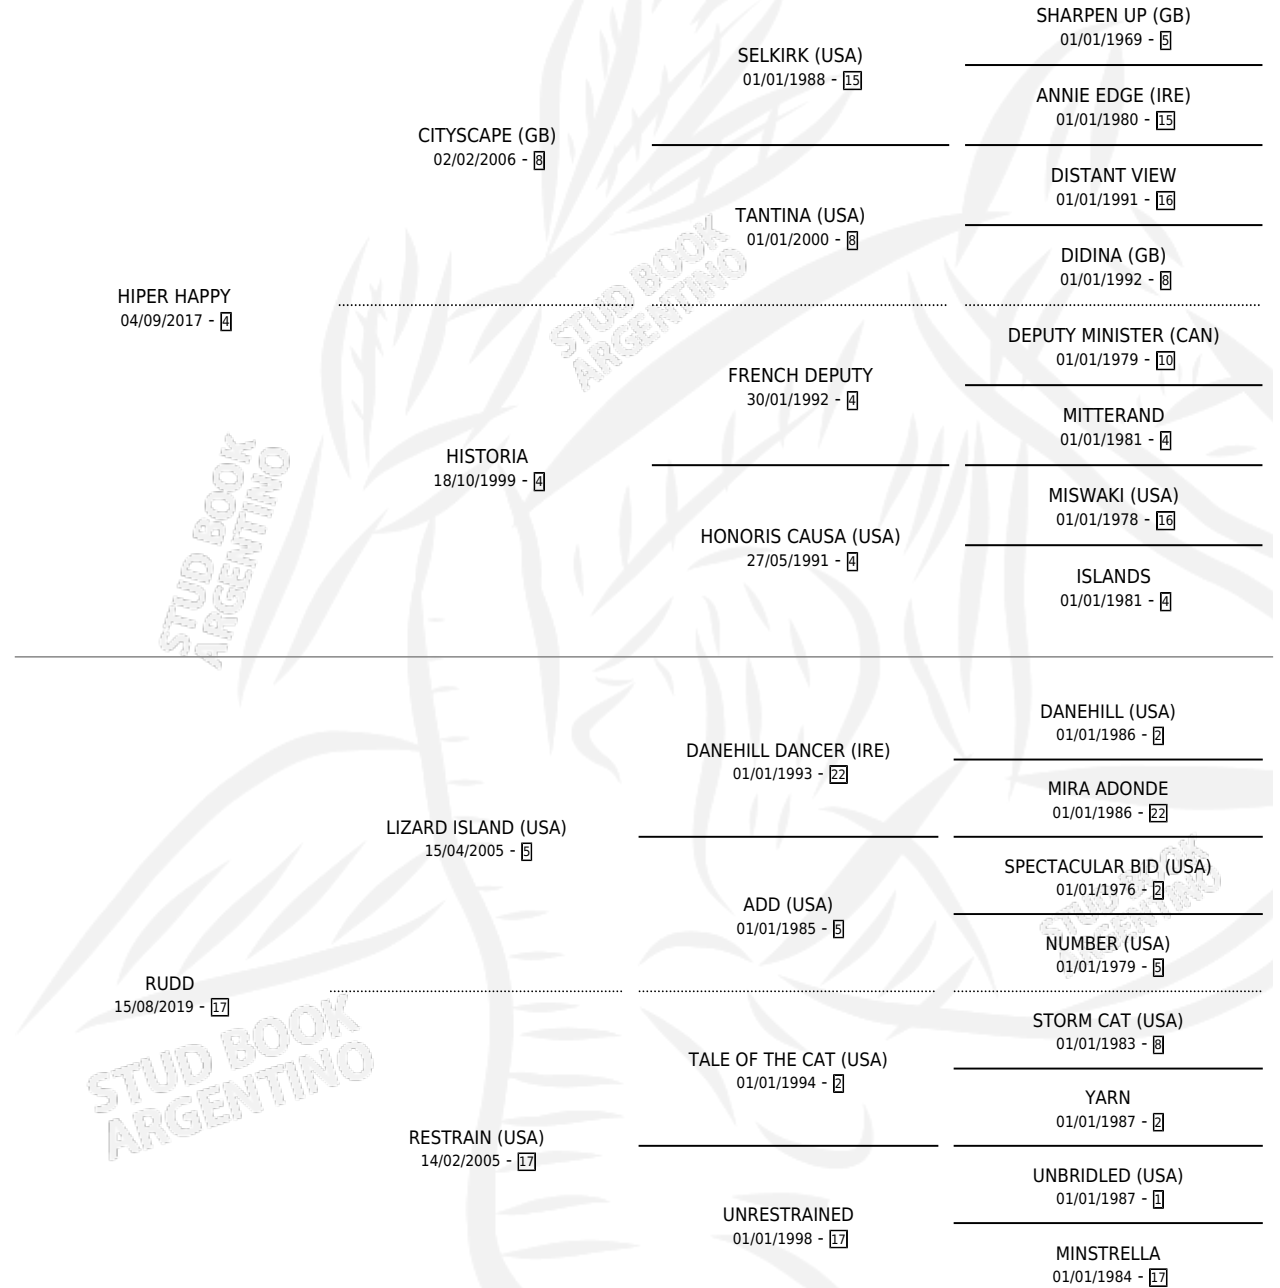 SHARPEN UP (GB)
01/01/1969 - 5
SELKIRK (USA)
01/01/1988 - 15
ANNIE EDGE (IRE)
01/01/1980 - 15
CITYSCAPE (GB)
02/02/2006 - 8
DISTANT VIEW
01/01/1991 - 16
TANTINA (USA)
01/01/2000 - 8
DIDINA (GB)
01/01/1992 - 8
HIPER HAPPY
04/09/2017 - 4
DEPUTY MINISTER (CAN)
01/01/1979 - 10
FRENCH DEPUTY
30/01/1992 - 4
MITTERAND
01/01/1981 - 4
HISTORIA
18/10/1999 - 4
MISWAKI (USA)
01/01/1978 - 16
HONORIS CAUSA (USA)
27/05/1991 - 4
ISLANDS
01/01/1981 - 4
STUD BOOK
ARGENTINO
STUD BOOK
ARGENTINO
DANEHILL (USA)
01/01/1986 - 2
DANEHILL DANCER (IRE)
01/01/1993 - 22
MIRA ADONDE
01/01/1986 - 22
LIZARD ISLAND (USA)
15/04/2005 - 5
SPECTACULAR BID (USA)
01/01/1976 - 2
ADD (USA)
01/01/1985 - 5
NUMBER (USA)
01/01/1979 - 5
RUDD
15/08/2019 - 17
STORM CAT (USA)
01/01/1983 - 8
TALE OF THE CAT (USA)
01/01/1994 - 2
YARN
01/01/1987 - 2
RESTRAIN (USA)
14/02/2005 - 17
UNBRIDLED (USA)
01/01/1987 - 1
UNRESTRAINED
01/01/1998 - 17
MINSTRELLA
01/01/1984 - 17
STUD BOOK
ARGENTINO
STUD BOOK
ARGENTINO